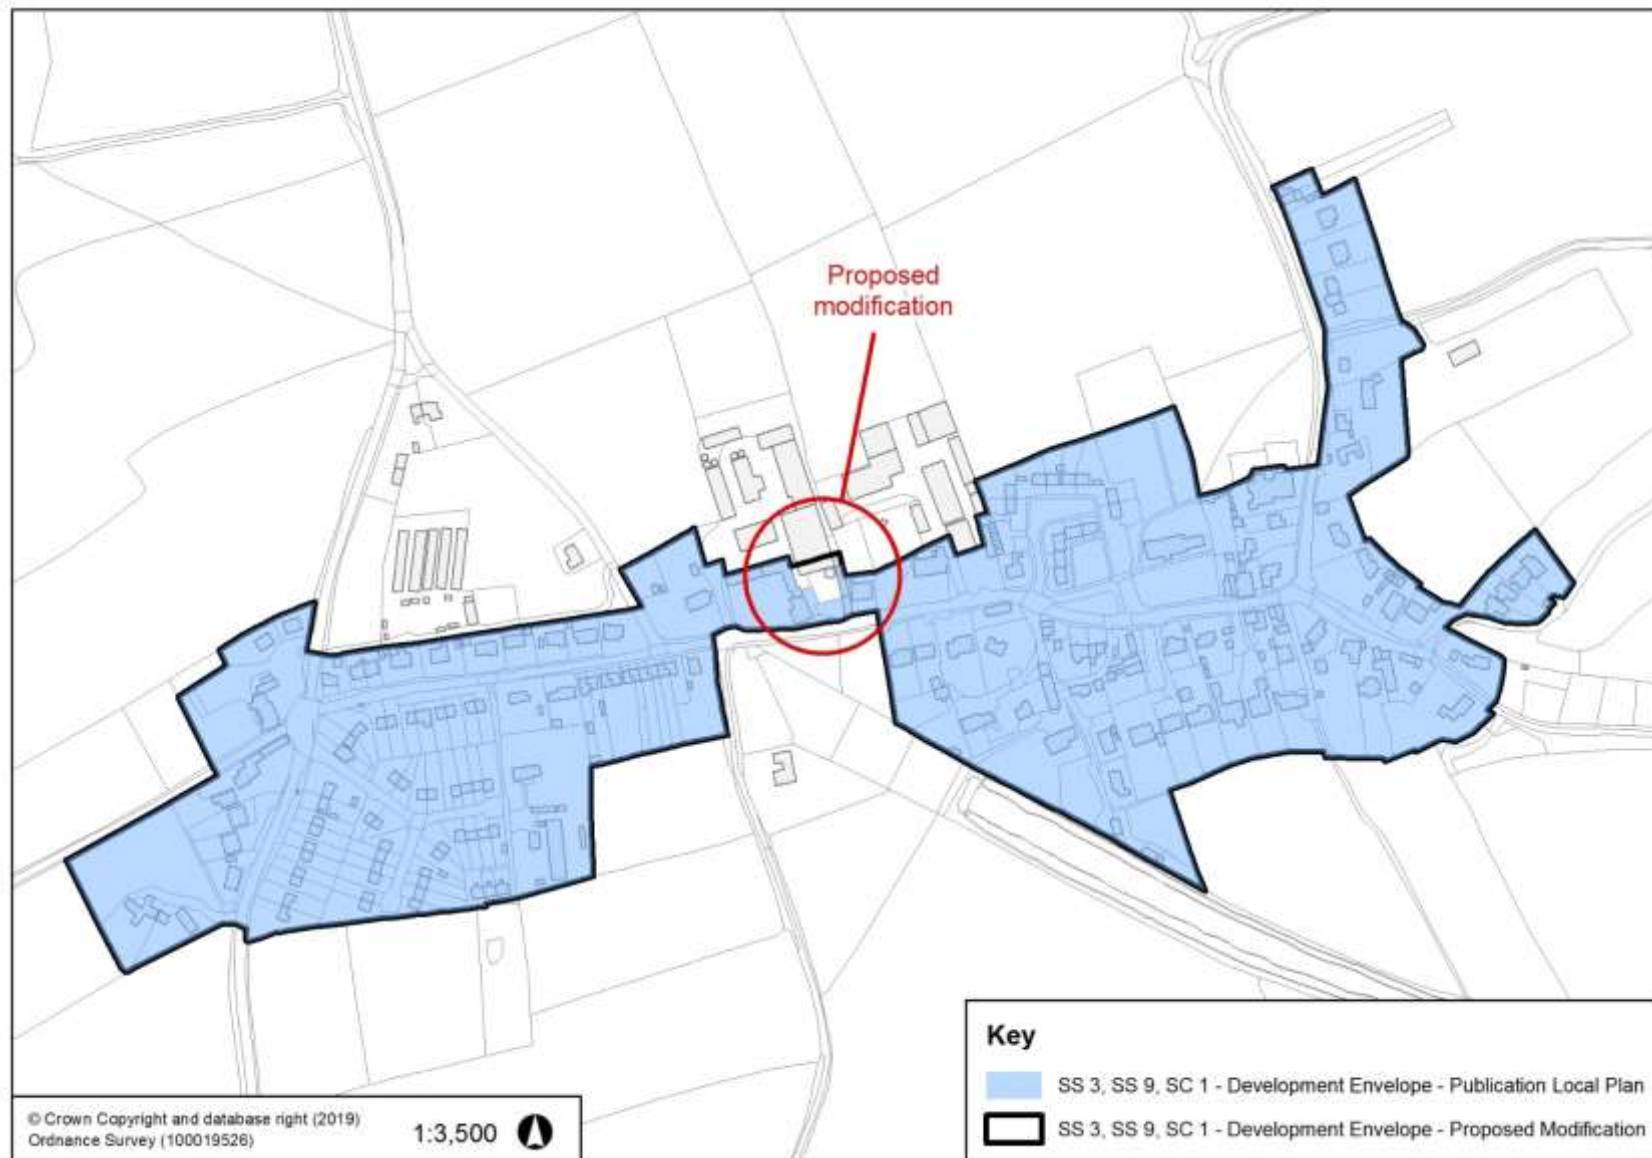 Proposed
modification
Key
SS 3, SS 9, SC 1 - Development Envelope - Publication Local Plan
SS 3, SS 9, SC 1 - Development Envelope - Proposed Modification
© Crown Copyright and database right (2019)
Ordnance Survey (100019526)
1:3,500